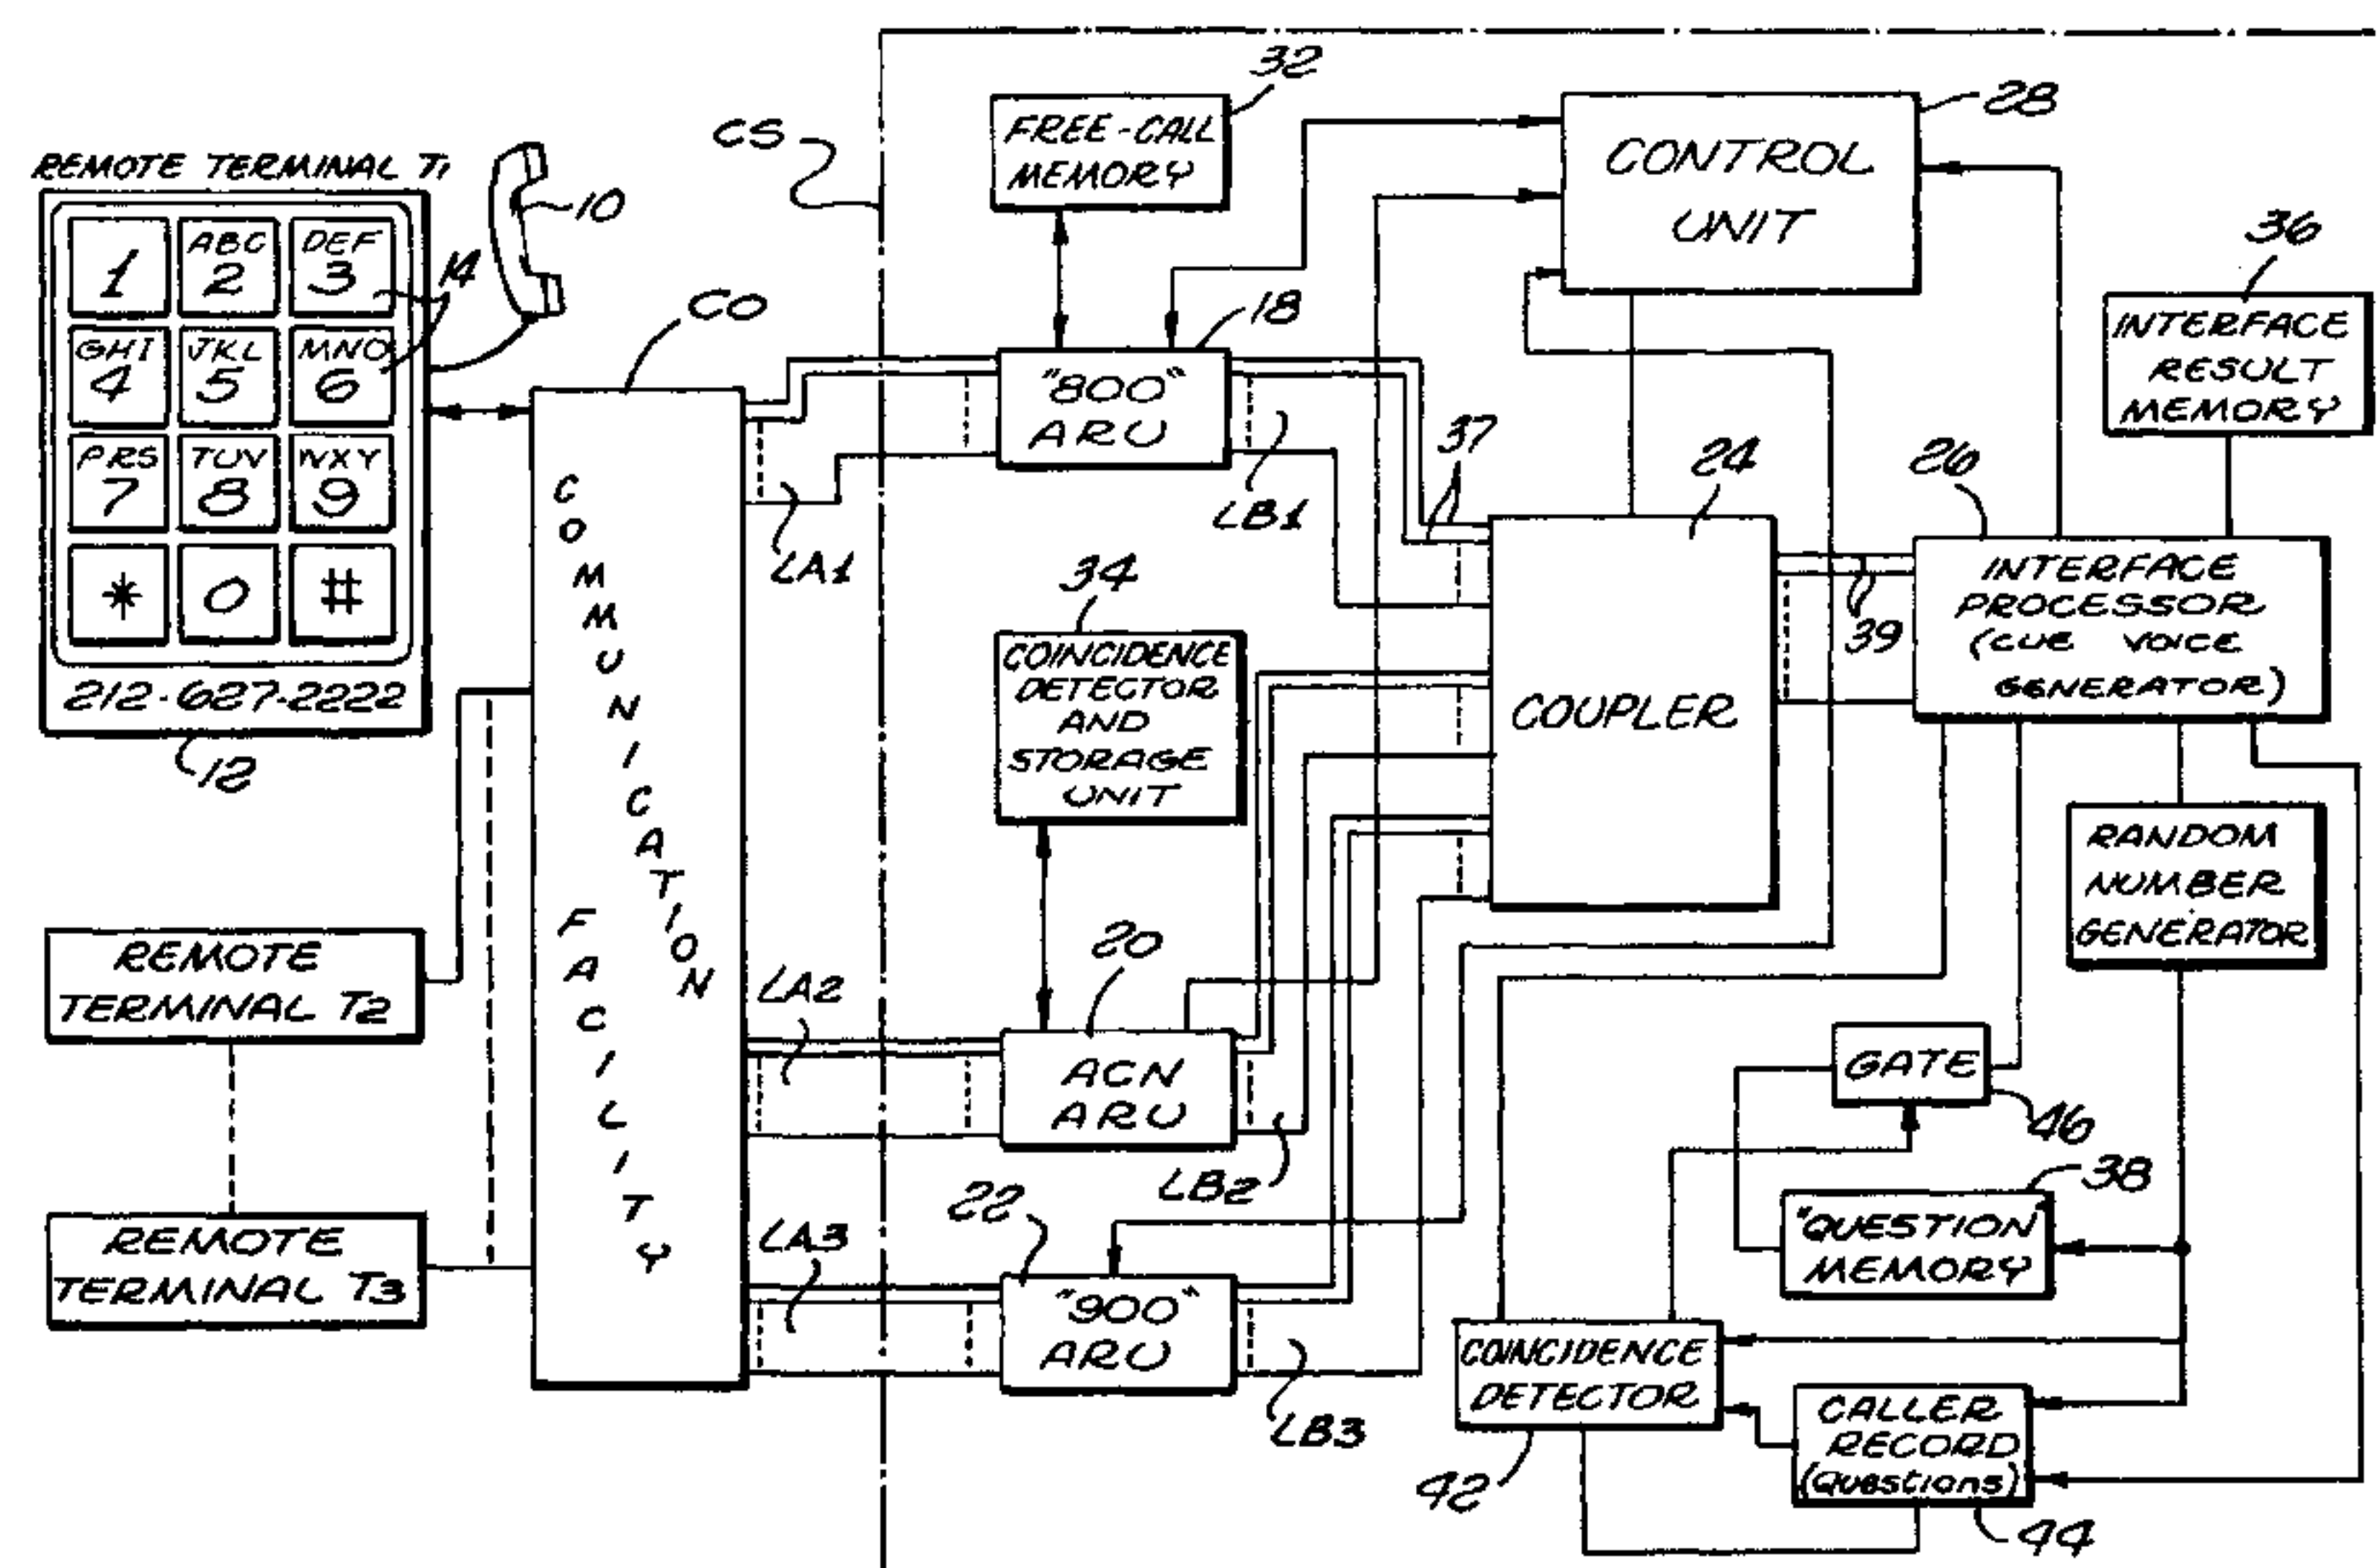 REMOTE TERMINAL T1
10
1
ABC
2
DEF
3
14
GHI
4
JKL
5
MNO
6
PRS
7
TUV
8
WXY
9
*
0
#
212-627-2222
12
REMOTE
TERMINAL T2
REMOTE
TERMINAL T3
CO
COMMUNICATION
FACILITY
CS
LA1
LA2
LA3
32
FREE-CALL
MEMORY
18
"800"
ARU
LB1
37
34
COINCIDENCE
DETECTOR
AND
STORAGE
UNIT
20
ACN
ARU
LB2
22
"900"
ARU
LB3
28
CONTROL
UNIT
24
COUPLER
39
36
INTERFACE
RESULT
MEMORY
26
INTERFACE
PROCESSOR
(CUE VOICE
GENERATOR)
RANDOM
NUMBER
GENERATOR
GATE
46
38
"QUESTION"
MEMORY
COINCIDENCE
DETECTOR
42
CALLER
RECORD
(Questions)
44